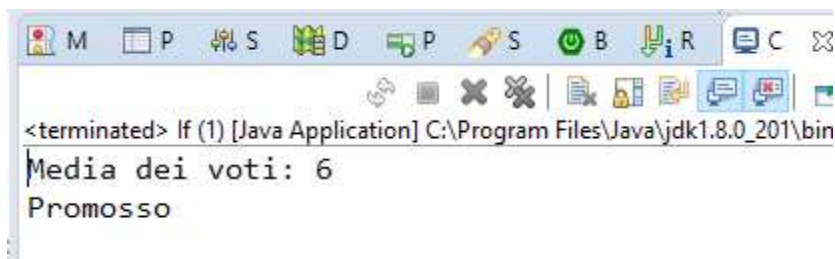 M P S D P S B R C
<terminated> If (1) [Java Application] C:\Program Files\Java\jdk1.8.0_201\bin
Media dei voti: 6
Promosso